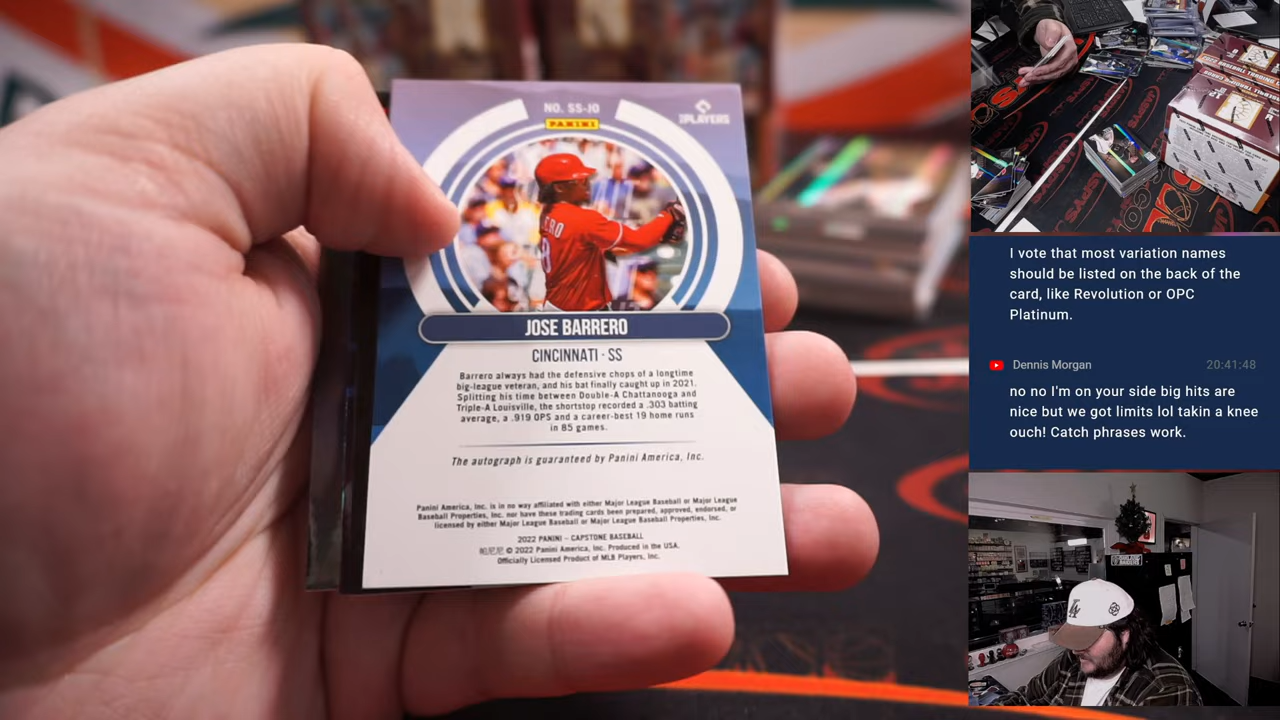 NO. SS-JO
PANINI
PLAYERS
JOSE BARRERO
CINCINNATI - SS
Barrero always had the defensive chops of a longtime
big-league veteran, and his bat finally caught up in 2021.
Splitting his time between Double-A Chattanooga and
Triple-A Louisville, the shortstop recorded a .303 batting
average, a .919 OPS and a career-best 19 home runs
in 85 games.
The autograph is guaranteed by Panini America, Inc.
Panini America, Inc. is in no way affiliated with either Major League Baseball or Major League
Baseball Properties, Inc. nor have these trading cards been prepared, approved, endorsed, or
licensed by either Major League Baseball or Major League Baseball Properties, Inc.
2022 PANINI - CAPSTONE BASEBALL
帕尼尼 © 2022 Panini America, Inc. Produced in the USA.
Officially Licensed Product of MLB Players, Inc.
I vote that most variation names
should be listed on the back of the
card, like Revolution or OPC
Platinum.
Dennis Morgan 20:41:48
no no I'm on your side big hits are
nice but we got limits lol takin a knee
ouch! Catch phrases work.
LA